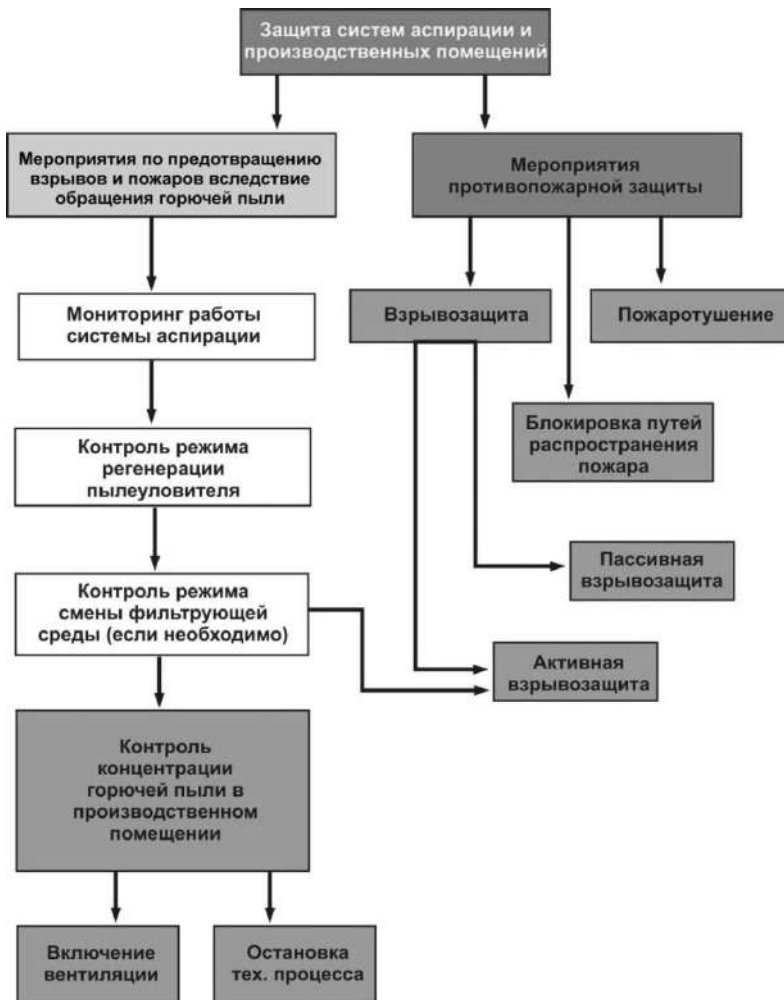 Защита систем аспирации и
производственных помещений
Мероприятия по предотвращению
взрывов и пожаров вследствие
обращения горючей пыли
Мероприятия
противопожарной защиты
Мониторинг работы
системы аспирации
Взрывозащита
Пожаротушение
Блокировка путей
распространения
пожара
Контроль режима
регенерации
пылеуловителя
Пассивная
взрывозащита
Контроль режима
смены фильтрующей
среды (если необходимо)
Активная
взрывозащита
Контроль
концентрации
горючей пыли в
производственном
помещении
Включение
вентиляции
Остановка
тех. процесса